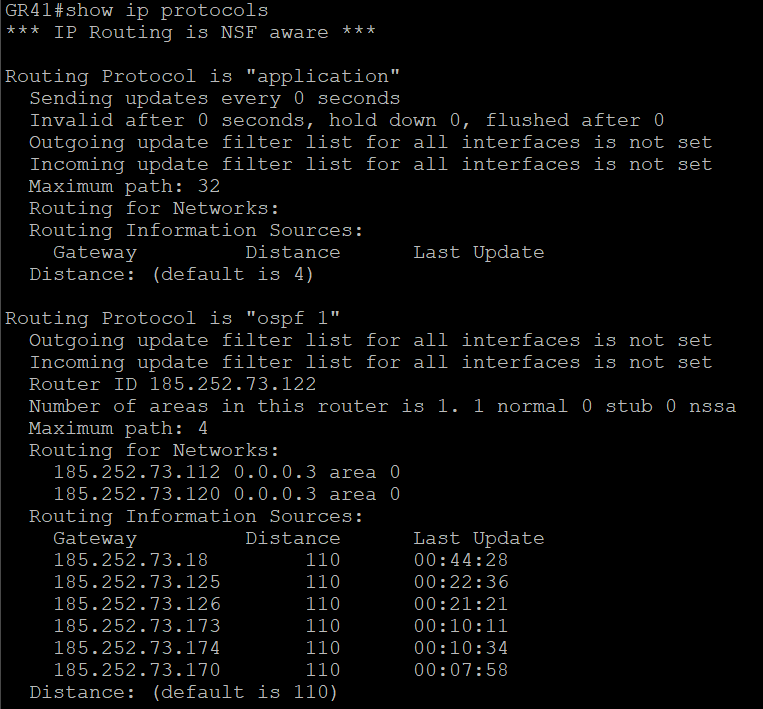 GR41#show ip protocols
*** IP Routing is NSF aware ***

Routing Protocol is "application"
  Sending updates every 0 seconds
  Invalid after 0 seconds, hold down 0, flushed after 0
  Outgoing update filter list for all interfaces is not set
  Incoming update filter list for all interfaces is not set
  Maximum path: 32
  Routing for Networks:
  Routing Information Sources:
    Gateway         Distance      Last Update
  Distance: (default is 4)

Routing Protocol is "ospf 1"
  Outgoing update filter list for all interfaces is not set
  Incoming update filter list for all interfaces is not set
  Router ID 185.252.73.122
  Number of areas in this router is 1. 1 normal 0 stub 0 nssa
  Maximum path: 4
  Routing for Networks:
    185.252.73.112 0.0.0.3 area 0
    185.252.73.120 0.0.0.3 area 0
  Routing Information Sources:
    Gateway         Distance      Last Update
    185.252.73.18        110      00:44:28
    185.252.73.125       110      00:22:36
    185.252.73.126       110      00:21:21
    185.252.73.173       110      00:10:11
    185.252.73.174       110      00:10:34
    185.252.73.170       110      00:07:58
  Distance: (default is 110)